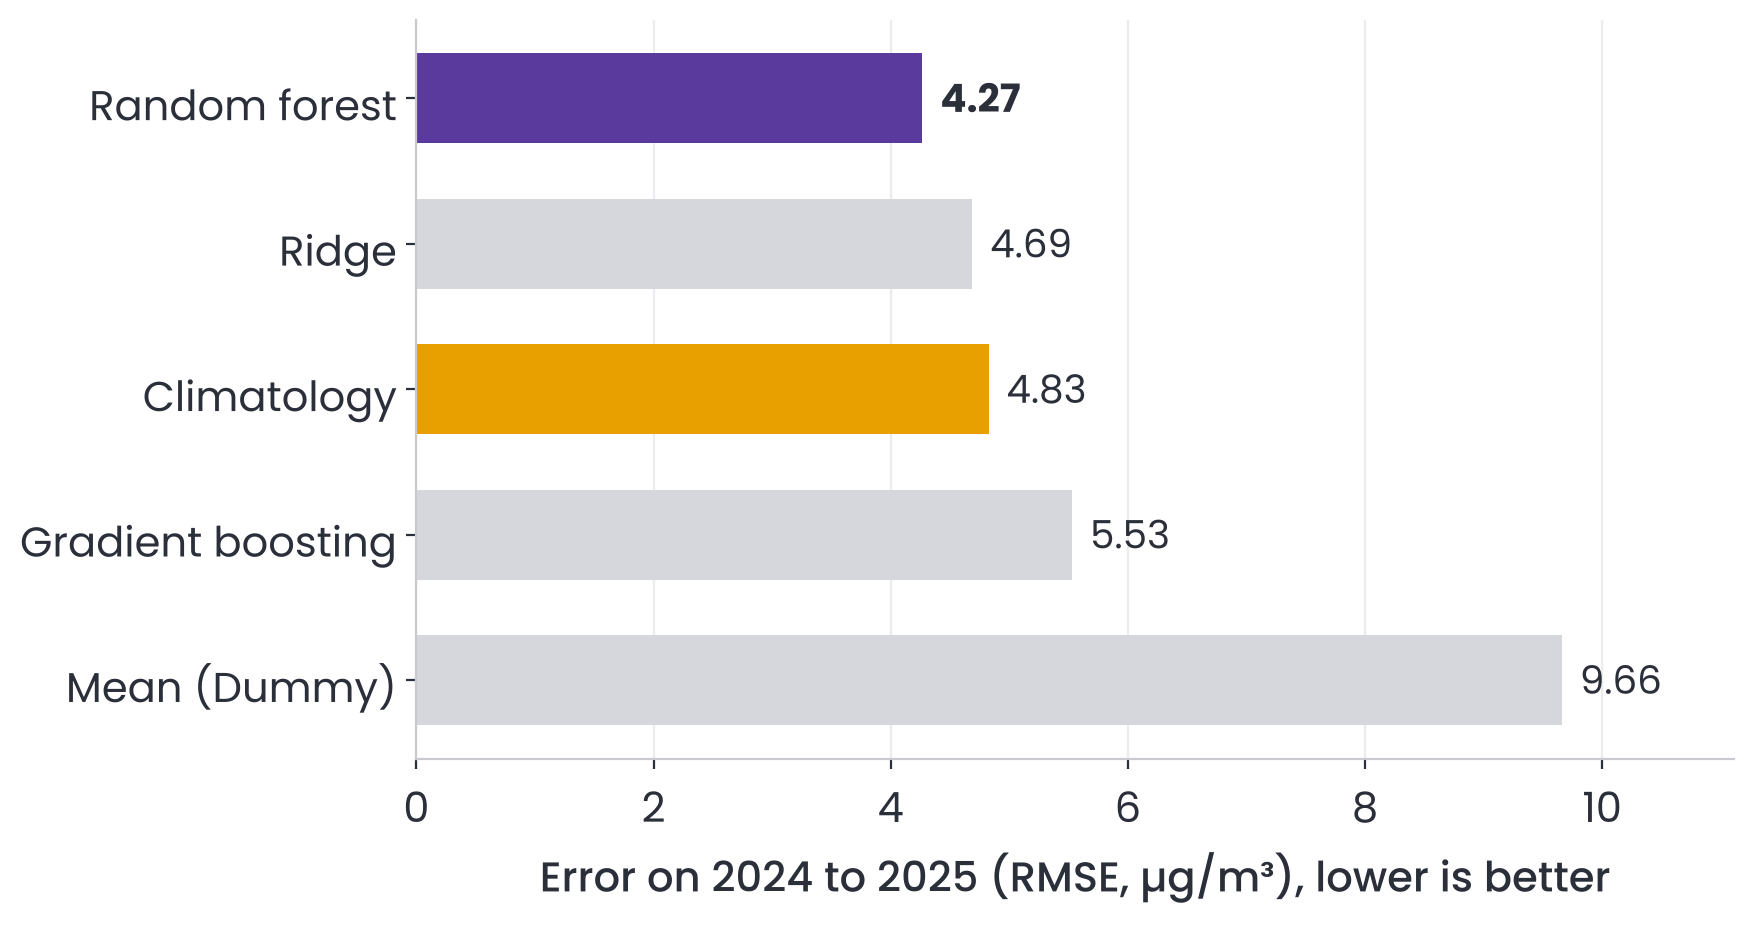 Random forest 4.27
Ridge 4.69
Climatology 4.83
Gradient boosting 5.53
Mean (Dummy) 9.66
0 2 4 6 8 10
Error on 2024 to 2025 (RMSE, µg/m³), lower is better